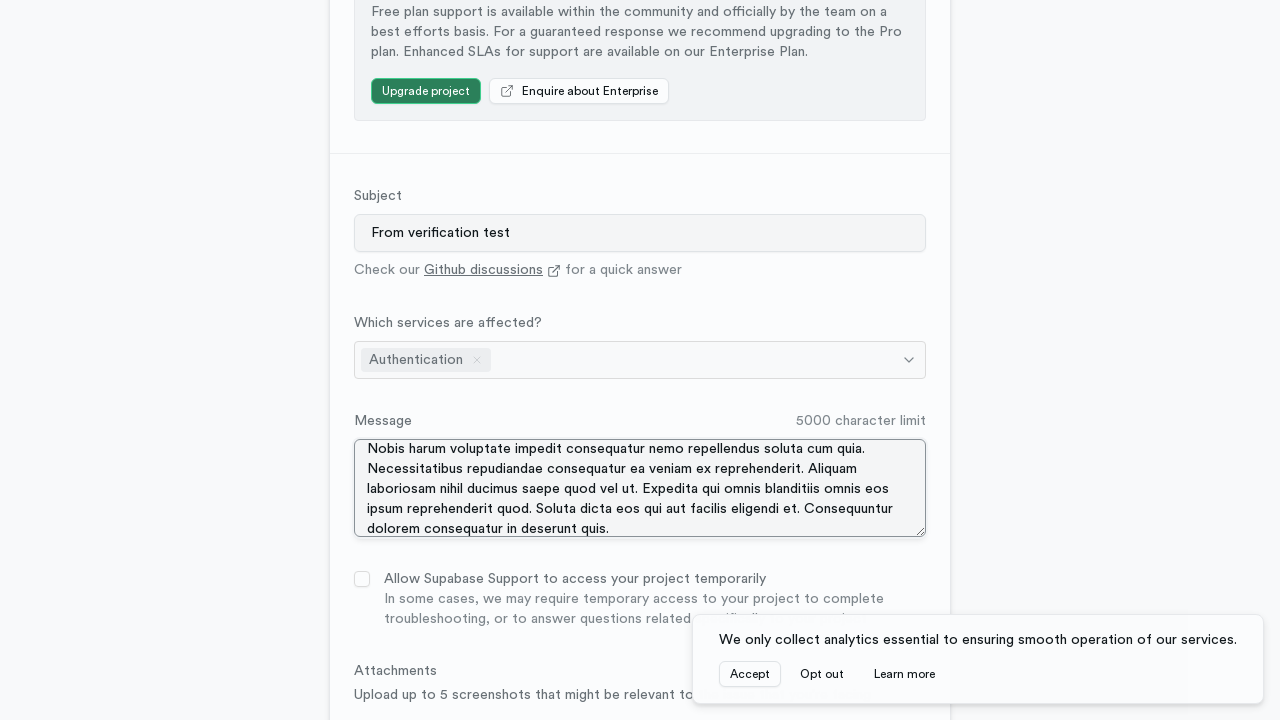 Free plan support is available within the community and officially by the team on a
best efforts basis. For a guaranteed response we recommend upgrading to the Pro
plan. Enhanced SLAs for support are available on our Enterprise Plan.
Upgrade project
Enquire about Enterprise
Subject
From verification test
Check our Github discussions for a quick answer
Which services are affected?
Authentication
Message
5000 character limit
Nobis harum voluptate impedit consequatur nemo repellendus soluta cum quia.
Necessitatibus repudiandae consequatur ea veniam ex reprehenderit. Aliquam
laboriosam nihil ducimus saepe quod vel ut. Expedita qui omnis blanditiis omnis eos
ipsum reprehenderit quod. Soluta dicta eos qui aut facilis eligendi et. Consequuntur
dolorem consequatur in deserunt quis.
Allow Supabase Support to access your project temporarily
In some cases, we may require temporary access to your project to complete
troubleshooting, or to answer questions related
Attachments
Upload up to 5 screenshots that might be relevant to
We only collect analytics essential to ensuring smooth operation of our services.
Accept
Opt out
Learn more